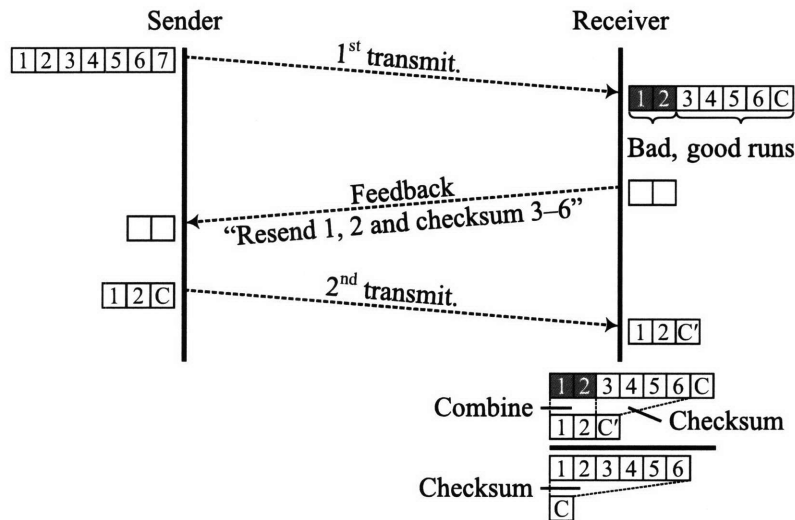 Sender
Receiver
1 2 3 4 5 6 7
1st transmit.
1 2 3 4 5 6 C
Bad, good runs
Feedback
“Resend 1, 2 and checksum 3–6”
1 2 C
2nd transmit.
1 2 C′
1 2 3 4 5 6 C
Combine
Checksum
1 2 C′
1 2 3 4 5 6
Checksum
C